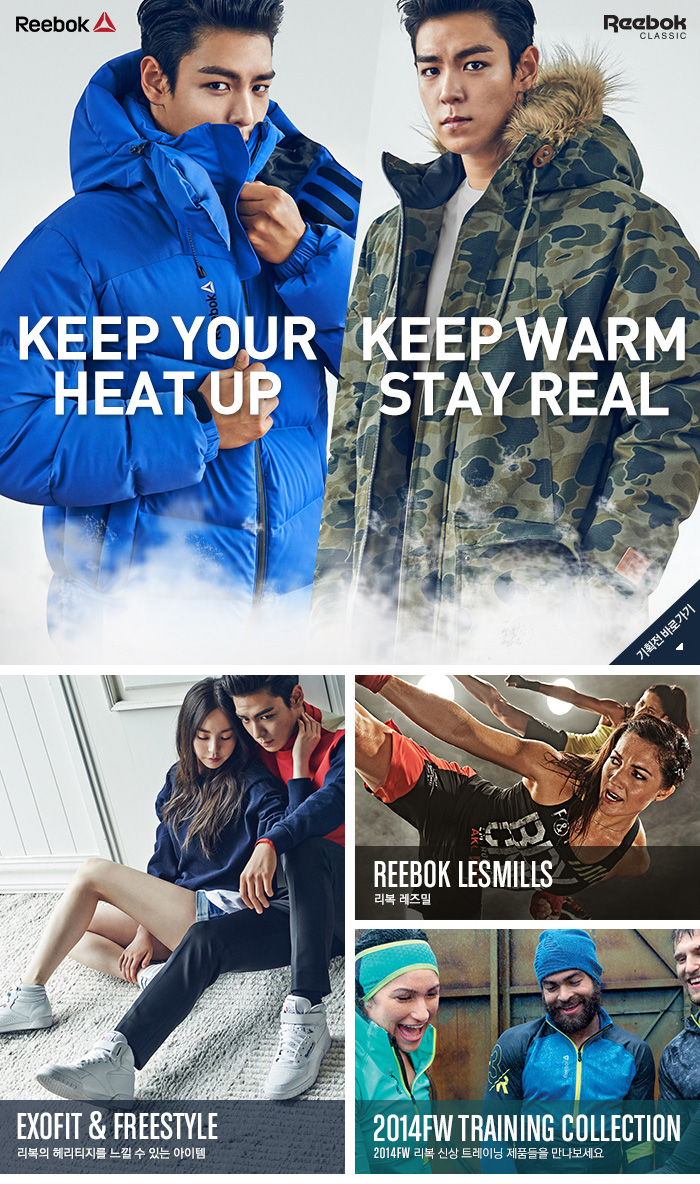 Reebok
Reebok
CLASSIC
Reebok
KEEP YOUR
HEAT UP
KEEP WARM
STAY REAL
기획전 바로가기
EXOFIT & FREESTYLE
리복의 헤리티지를 느낄 수 있는 아이템
REEBOK LESMILLS
리복 레즈밀
2014FW TRAINING COLLECTION
2014FW 리복 신상 트레이닝 제품들을 만나보세요